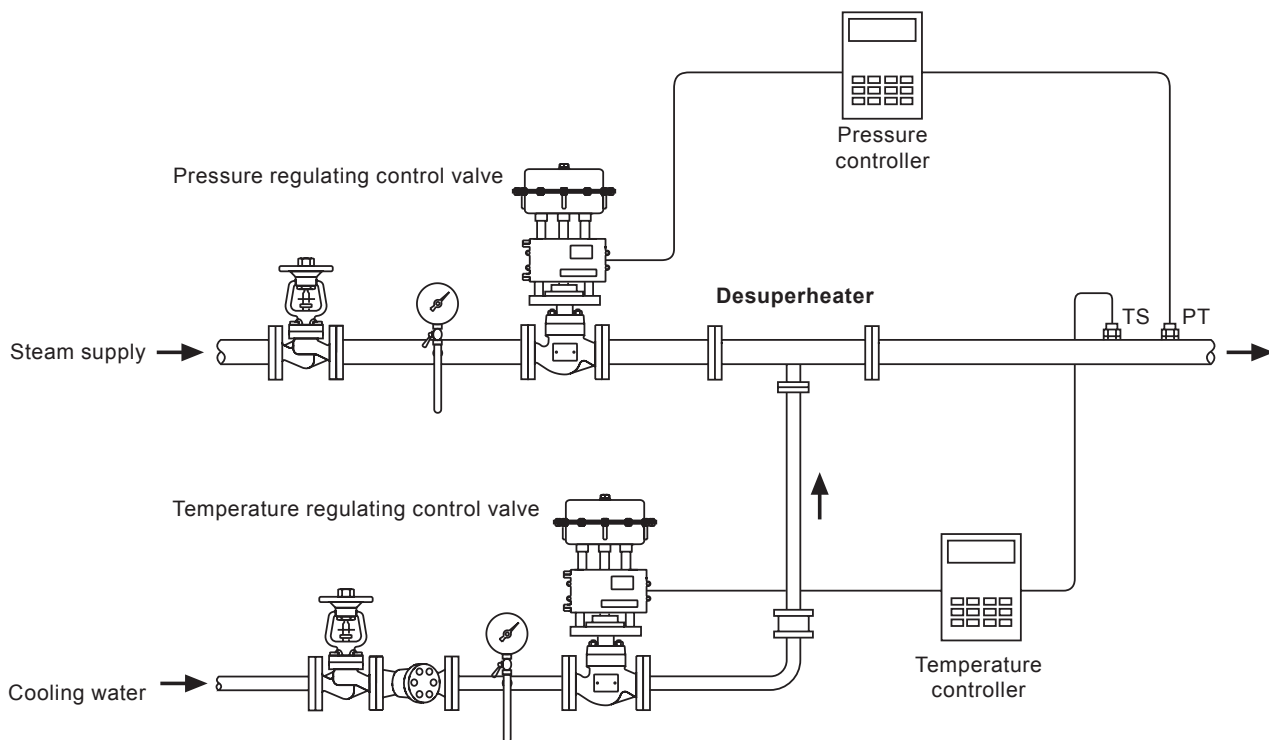 Pressure
controller
Pressure regulating control valve
Desuperheater
TS
PT
Steam supply
Temperature regulating control valve
Temperature
controller
Cooling water